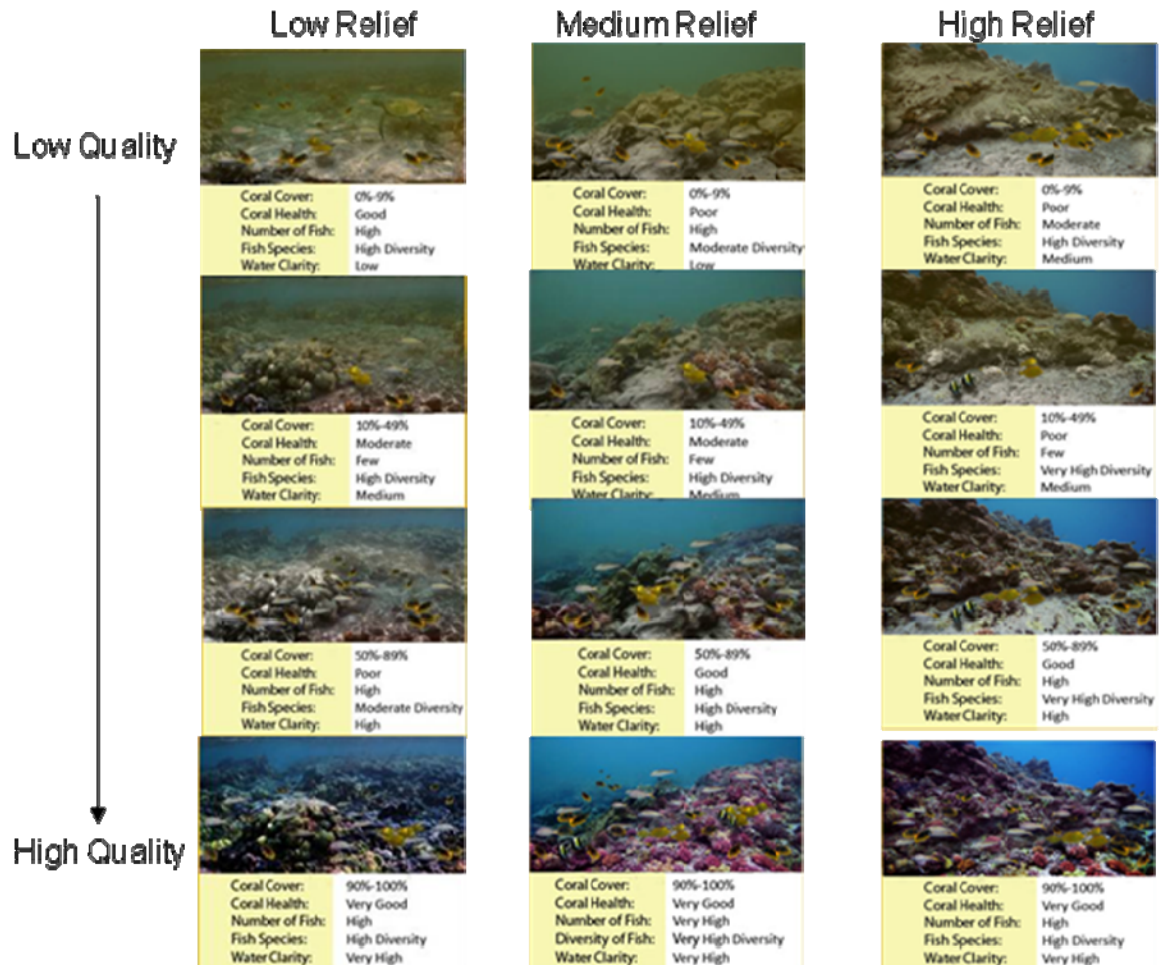 Low Relief
Medium Relief
High Relief
Low Quality
Coral Cover: 0%-9%
Coral Health: Good
Number of Fish: High
Fish Species: High Diversity
Water Clarity: Low
Coral Cover: 0%-9%
Coral Health: Poor
Number of Fish: High
Fish Species: Moderate Diversity
Water Clarity: Low
Coral Cover: 0%-9%
Coral Health: Poor
Number of Fish: Moderate
Fish Species: High Diversity
Water Clarity: Medium
Coral Cover: 10%-49%
Coral Health: Moderate
Number of Fish: Few
Fish Species: High Diversity
Water Clarity: Medium
Coral Cover: 10%-49%
Coral Health: Moderate
Number of Fish: Few
Fish Species: High Diversity
Water Clarity: Medium
Coral Cover: 10%-49%
Coral Health: Poor
Number of Fish: Few
Fish Species: Very High Diversity
Water Clarity: Medium
Coral Cover: 50%-89%
Coral Health: Poor
Number of Fish: High
Fish Species: Moderate Diversity
Water Clarity: High
Coral Cover: 50%-89%
Coral Health: Good
Number of Fish: High
Fish Species: High Diversity
Water Clarity: High
Coral Cover: 50%-89%
Coral Health: Good
Number of Fish: High
Fish Species: Very High Diversity
Water Clarity: High
High Quality
Coral Cover: 90%-100%
Coral Health: Very Good
Number of Fish: High
Fish Species: High Diversity
Water Clarity: Very High
Coral Cover: 90%-100%
Coral Health: Very Good
Number of Fish: Very High
Diversity of Fish: Very High Diversity
Water Clarity: Very High
Coral Cover: 90%-100%
Coral Health: Very Good
Number of Fish: High
Fish Species: High Diversity
Water Clarity: Very High